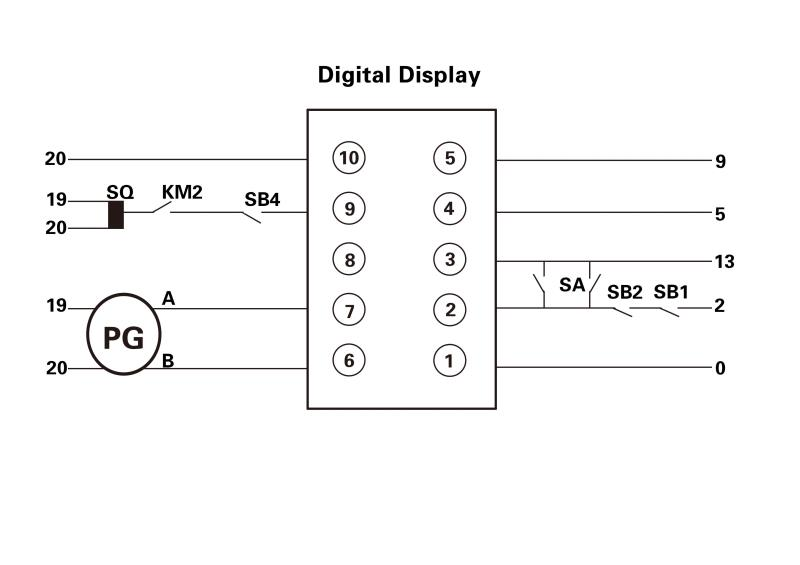 Digital Display
20 10 5 9
19 SQ KM2 SB4 9 4 5
20
8 3 13
SA SB2 SB1
19 A 7 2 2
PG
20 B 6 1 0